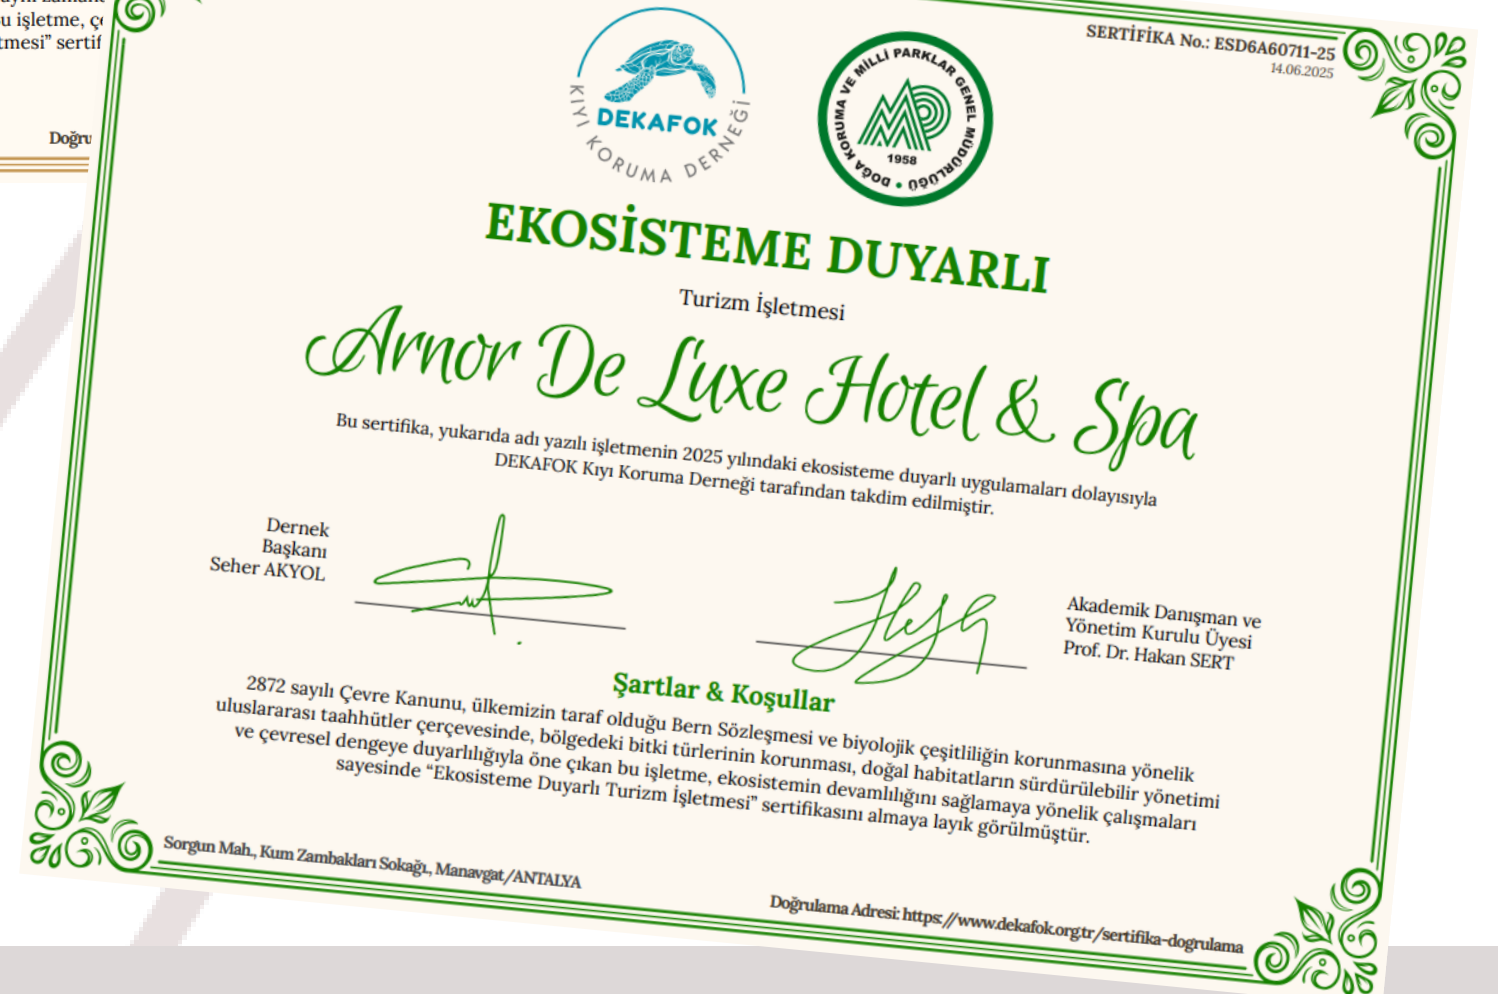 u işletme, çe
tmesi” sertif
Doğru
SERTİFİKA No.: ESD6A60711-25
14.06.2025
DEKAFOK
KIYI KORUMA DERNEĞİ
DOĞA KORUMA VE MİLLİ PARKLAR GENEL MÜDÜRLÜĞÜ
1958
EKOSİSTEME DUYARLI
Turizm İşletmesi
Arnor De Luxe Hotel & Spa
Bu sertifika, yukarıda adı yazılı işletmenin 2025 yılındaki ekosisteme duyarlı uygulamaları dolayısıyla
DEKAFOK Kıyı Koruma Derneği tarafından takdim edilmiştir.
Dernek
Başkanı
Seher AKYOL
Akademik Danışman ve
Yönetim Kurulu Üyesi
Prof. Dr. Hakan SERT
Şartlar & Koşullar
2872 sayılı Çevre Kanunu, ülkemizin taraf olduğu Bern Sözleşmesi ve biyolojik çeşitliliğin korunmasına yönelik
uluslararası taahhütler çerçevesinde, bölgedeki bitki türlerinin korunması, doğal habitatların sürdürülebilir yönetimi
ve çevresel dengeye duyarlılığıyla öne çıkan bu işletme, ekosistemin devamlılığını sağlamaya yönelik çalışmaları
sayesinde “Ekosisteme Duyarlı Turizm İşletmesi” sertifikasını almaya layık görülmüştür.
Sorgun Mah., Kum Zambakları Sokağı., Manavgat/ANTALYA
Doğrulama Adresi: https://www.dekafok.org.tr/sertifika-dogrulama